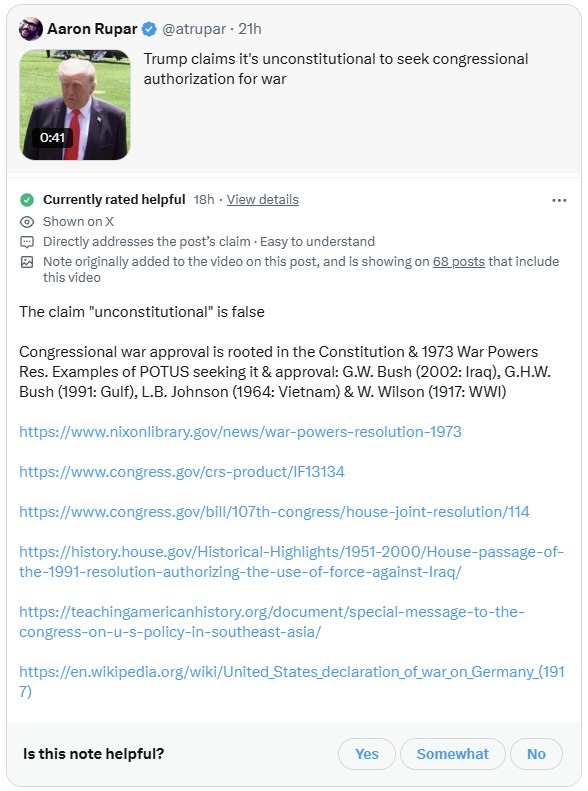 Aaron Rupar @atrupar · 21h
Trump claims it's unconstitutional to seek congressional
authorization for war
0:41
Currently rated helpful 18h · View details
Shown on X
Directly addresses the post's claim · Easy to understand
Note originally added to the video on this post, and is showing on 68 posts that include
this video
The claim "unconstitutional" is false
Congressional war approval is rooted in the Constitution & 1973 War Powers
Res. Examples of POTUS seeking it & approval: G.W. Bush (2002: Iraq), G.H.W.
Bush (1991: Gulf), L.B. Johnson (1964: Vietnam) & W. Wilson (1917: WWI)
https://www.nixonlibrary.gov/news/war-powers-resolution-1973
https://www.congress.gov/crs-product/IF13134
https://www.congress.gov/bill/107th-congress/house-joint-resolution/114
https://history.house.gov/Historical-Highlights/1951-2000/House-passage-of-
the-1991-resolution-authorizing-the-use-of-force-against-Iraq/
https://teachingamericanhistory.org/document/special-message-to-the-
congress-on-u-s-policy-in-southeast-asia/
https://en.wikipedia.org/wiki/United_States_declaration_of_war_on_Germany_(191
7)
Is this note helpful?
Yes
Somewhat
No